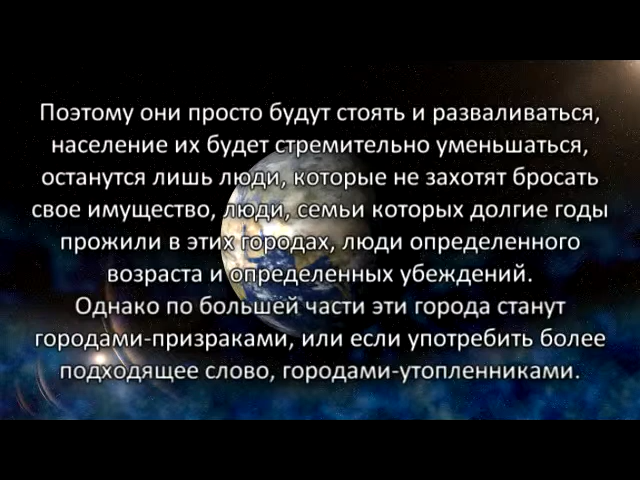 Поэтому они просто будут стоять и разваливаться,
население их будет стремительно уменьшаться,
останутся лишь люди, которые не захотят бросать
свое имущество, люди, семьи которых долгие годы
прожили в этих городах, люди определенного
возраста и определенных убеждений.
Однако по большей части эти города станут
городами-призраками, или если употребить более
подходящее слово, городами-утопленниками.